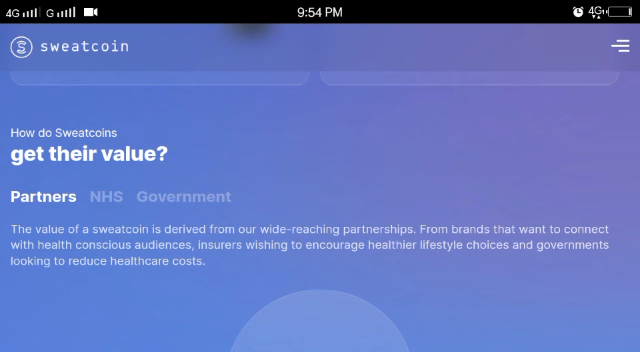 4G G 9:54 PM 4G
sweatcoin
How do Sweatcoins
get their value?
Partners NHS Government
The value of a sweatcoin is derived from our wide-reaching partnerships. From brands that want to connect
with health conscious audiences, insurers wishing to encourage healthier lifestyle choices and governments
looking to reduce healthcare costs.